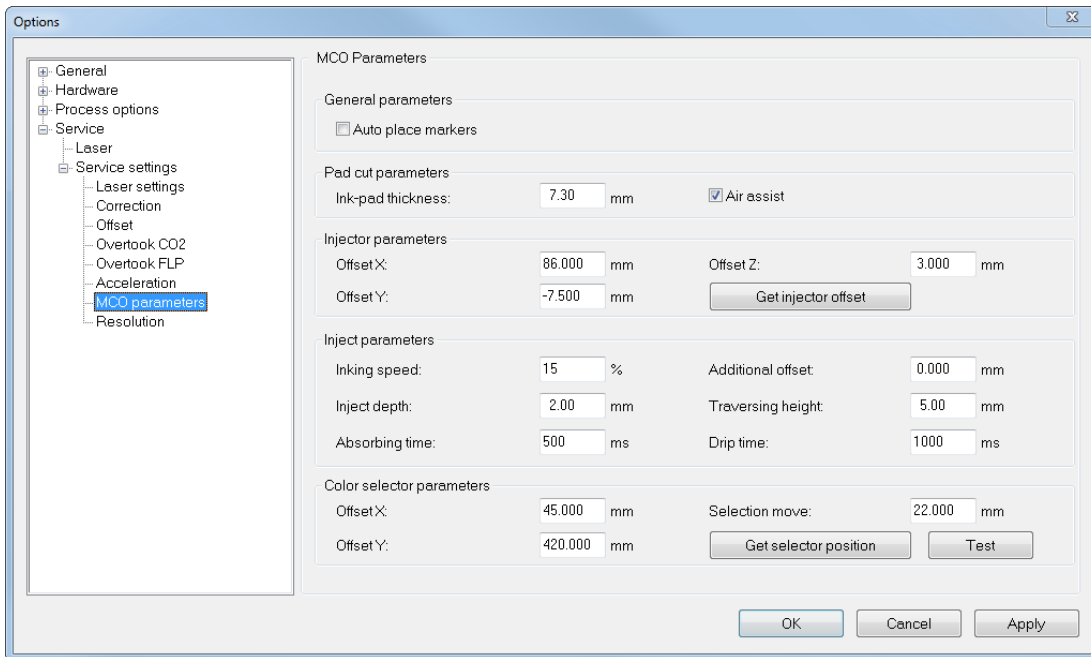 Options
General
Hardware
Process options
Service
Laser
Service settings
Laser settings
Correction
Offset
Overtook CO2
Overtook FLP
Acceleration
MCO parameters
Resolution
MCO Parameters
General parameters
Auto place markers
Pad cut parameters
Ink-pad thickness: 7.30 mm Air assist
Injector parameters
Offset X: 86.000 mm Offset Z: 3.000 mm
Offset Y: -7.500 mm Get injector offset
Inject parameters
Inking speed: 15 % Additional offset: 0.000 mm
Inject depth: 2.00 mm Traversing height: 5.00 mm
Absorbing time: 500 ms Drip time: 1000 ms
Color selector parameters
Offset X: 45.000 mm Selection move: 22.000 mm
Offset Y: 420.000 mm Get selector position Test
OK Cancel Apply